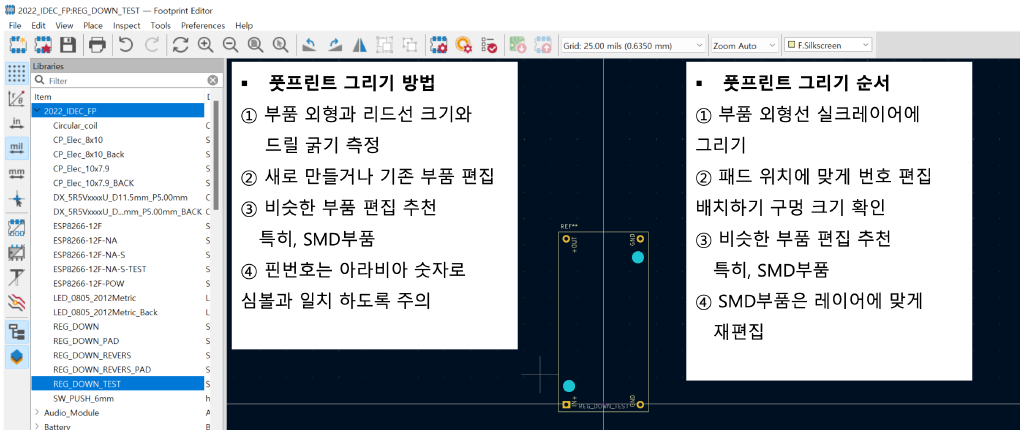 2022_IDEC_FP:REG_DOWN_TEST — Footprint Editor
File Edit View Place Inspect Tools Preferences Help
Grid: 25.00 mils (0.6350 mm)
Zoom Auto
F.Silkscreen
Libraries
Filter
Item
2022_IDEC_FP
Circular_coil
CP_Elec_8x10
CP_Elec_8x10_Back
CP_Elec_10x7.9
CP_Elec_10x7.9_BACK
DX_5R5VxxxxU_D11.5mm_P5.00mm
DX_5R5VxxxxU_D...mm_P5.00mm_BACK
ESP8266-12F
ESP8266-12F-NA
ESP8266-12F-NA-S
ESP8266-12F-NA-S-TEST
ESP8266-12F-POW
LED_0805_2012Metric
LED_0805_2012Metric_Back
REG_DOWN
REG_DOWN_PAD
REG_DOWN_REVERS
REG_DOWN_REVERS_PAD
REG_DOWN_TEST
SW_PUSH_6mm
Audio_Module
Battery
in
mil
mm
▪ 풋프린트 그리기 방법
① 부품 외형과 리드선 크기와
드릴 굵기 측정
② 새로 만들거나 기존 부품 편집
③ 비슷한 부품 편집 추천
특히, SMD부품
④ 핀번호는 아라비아 숫자로
심볼과 일치 하도록 주의
REF**
+OUT
GND
IN+
REG_DOWN_TEST
GND
▪ 풋프린트 그리기 순서
① 부품 외형선 실크레이어에
그리기
② 패드 위치에 맞게 번호 편집
배치하기 구멍 크기 확인
③ 비슷한 부품 편집 추천
특히, SMD부품
④ SMD부품은 레이어에 맞게
재편집